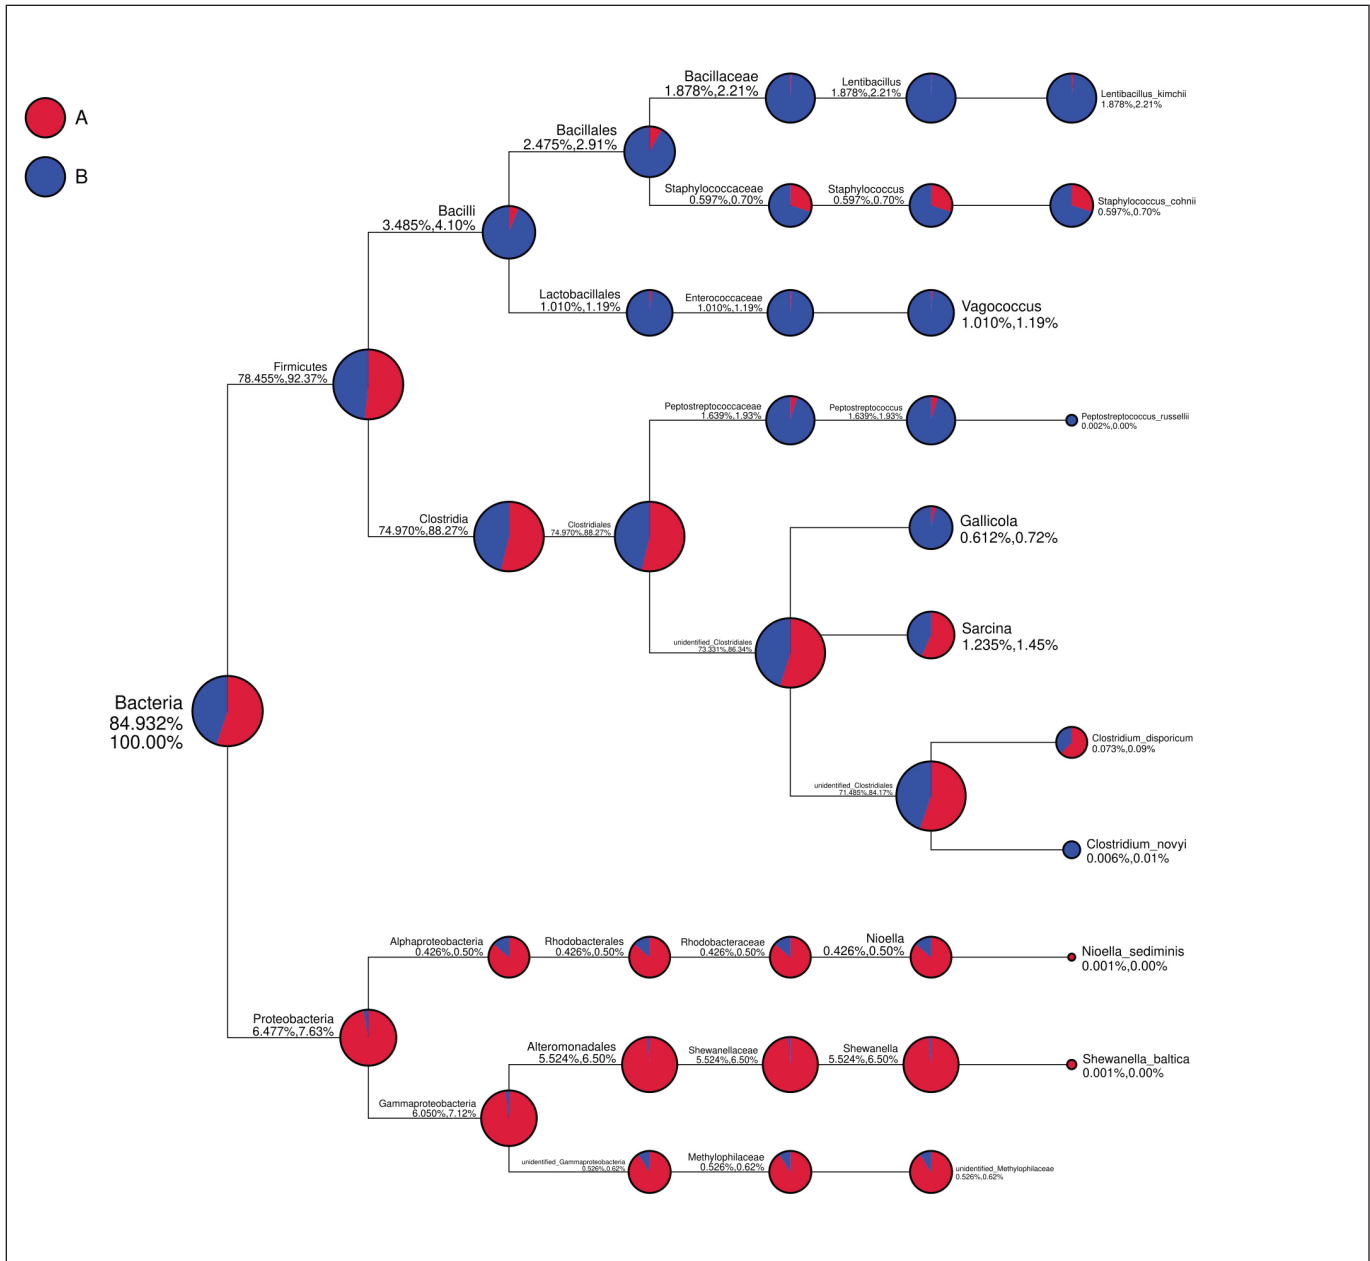 A
B
Bacillaceae
1.878%,2.21%
Lentibacillus
1.878%,2.21%
Lentibacillus_kimchii
1.878%,2.21%
Bacillales
2.475%,2.91%
Staphylococcaceae
0.597%,0.70%
Staphylococcus
0.597%,0.70%
Staphylococcus_cohnii
0.597%,0.70%
Bacilli
3.485%,4.10%
Lactobacillales
1.010%,1.19%
Enterococcaceae
1.010%,1.19%
Vagococcus
1.010%,1.19%
Firmicutes
78.455%,92.37%
Peptostreptococcaceae
1.639%,1.93%
Peptostreptococcus
1.639%,1.93%
Peptostreptococcus_russellii
0.002%,0.00%
Clostridia
74.970%,88.27%
Clostridiales
74.970%,88.27%
Gallicola
0.612%,0.72%
unidentified_Clostridiales
73.331%,86.34%
Sarcina
1.235%,1.45%
Bacteria
84.932%
100.00%
Clostridium_disporicum
0.073%,0.09%
unidentified_Clostridiales
71.485%,84.17%
Clostridium_novyi
0.006%,0.01%
Alphaproteobacteria
0.426%,0.50%
Rhodobacterales
0.426%,0.50%
Rhodobacteraceae
0.426%,0.50%
Nioella
0.426%,0.50%
Nioella_sediminis
0.001%,0.00%
Proteobacteria
6.477%,7.63%
Alteromonadales
5.524%,6.50%
Shewanellaceae
5.524%,6.50%
Shewanella
5.524%,6.50%
Shewanella_baltica
0.001%,0.00%
Gammaproteobacteria
6.050%,7.12%
unidentified_Gammaproteobacteria
0.526%,0.62%
Methylophilaceae
0.526%,0.62%
unidentified_Methylophilaceae
0.526%,0.62%